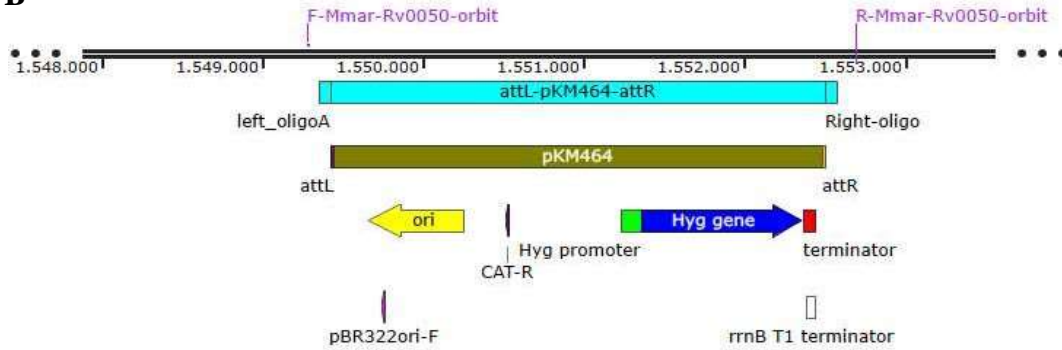 B
F-Mmar-Rv0050-orbit R-Mmar-Rv0050-orbit
1.548.000 1.549.000 1.550.000 1.551.000 1.552.000 1.553.000
attL-pKM464-attR
left_oligoA Right-oligo
pKM464
attL attR
ori Hyg gene
Hyg promoter terminator
CAT-R
pBR322ori-F rrnB T1 terminator